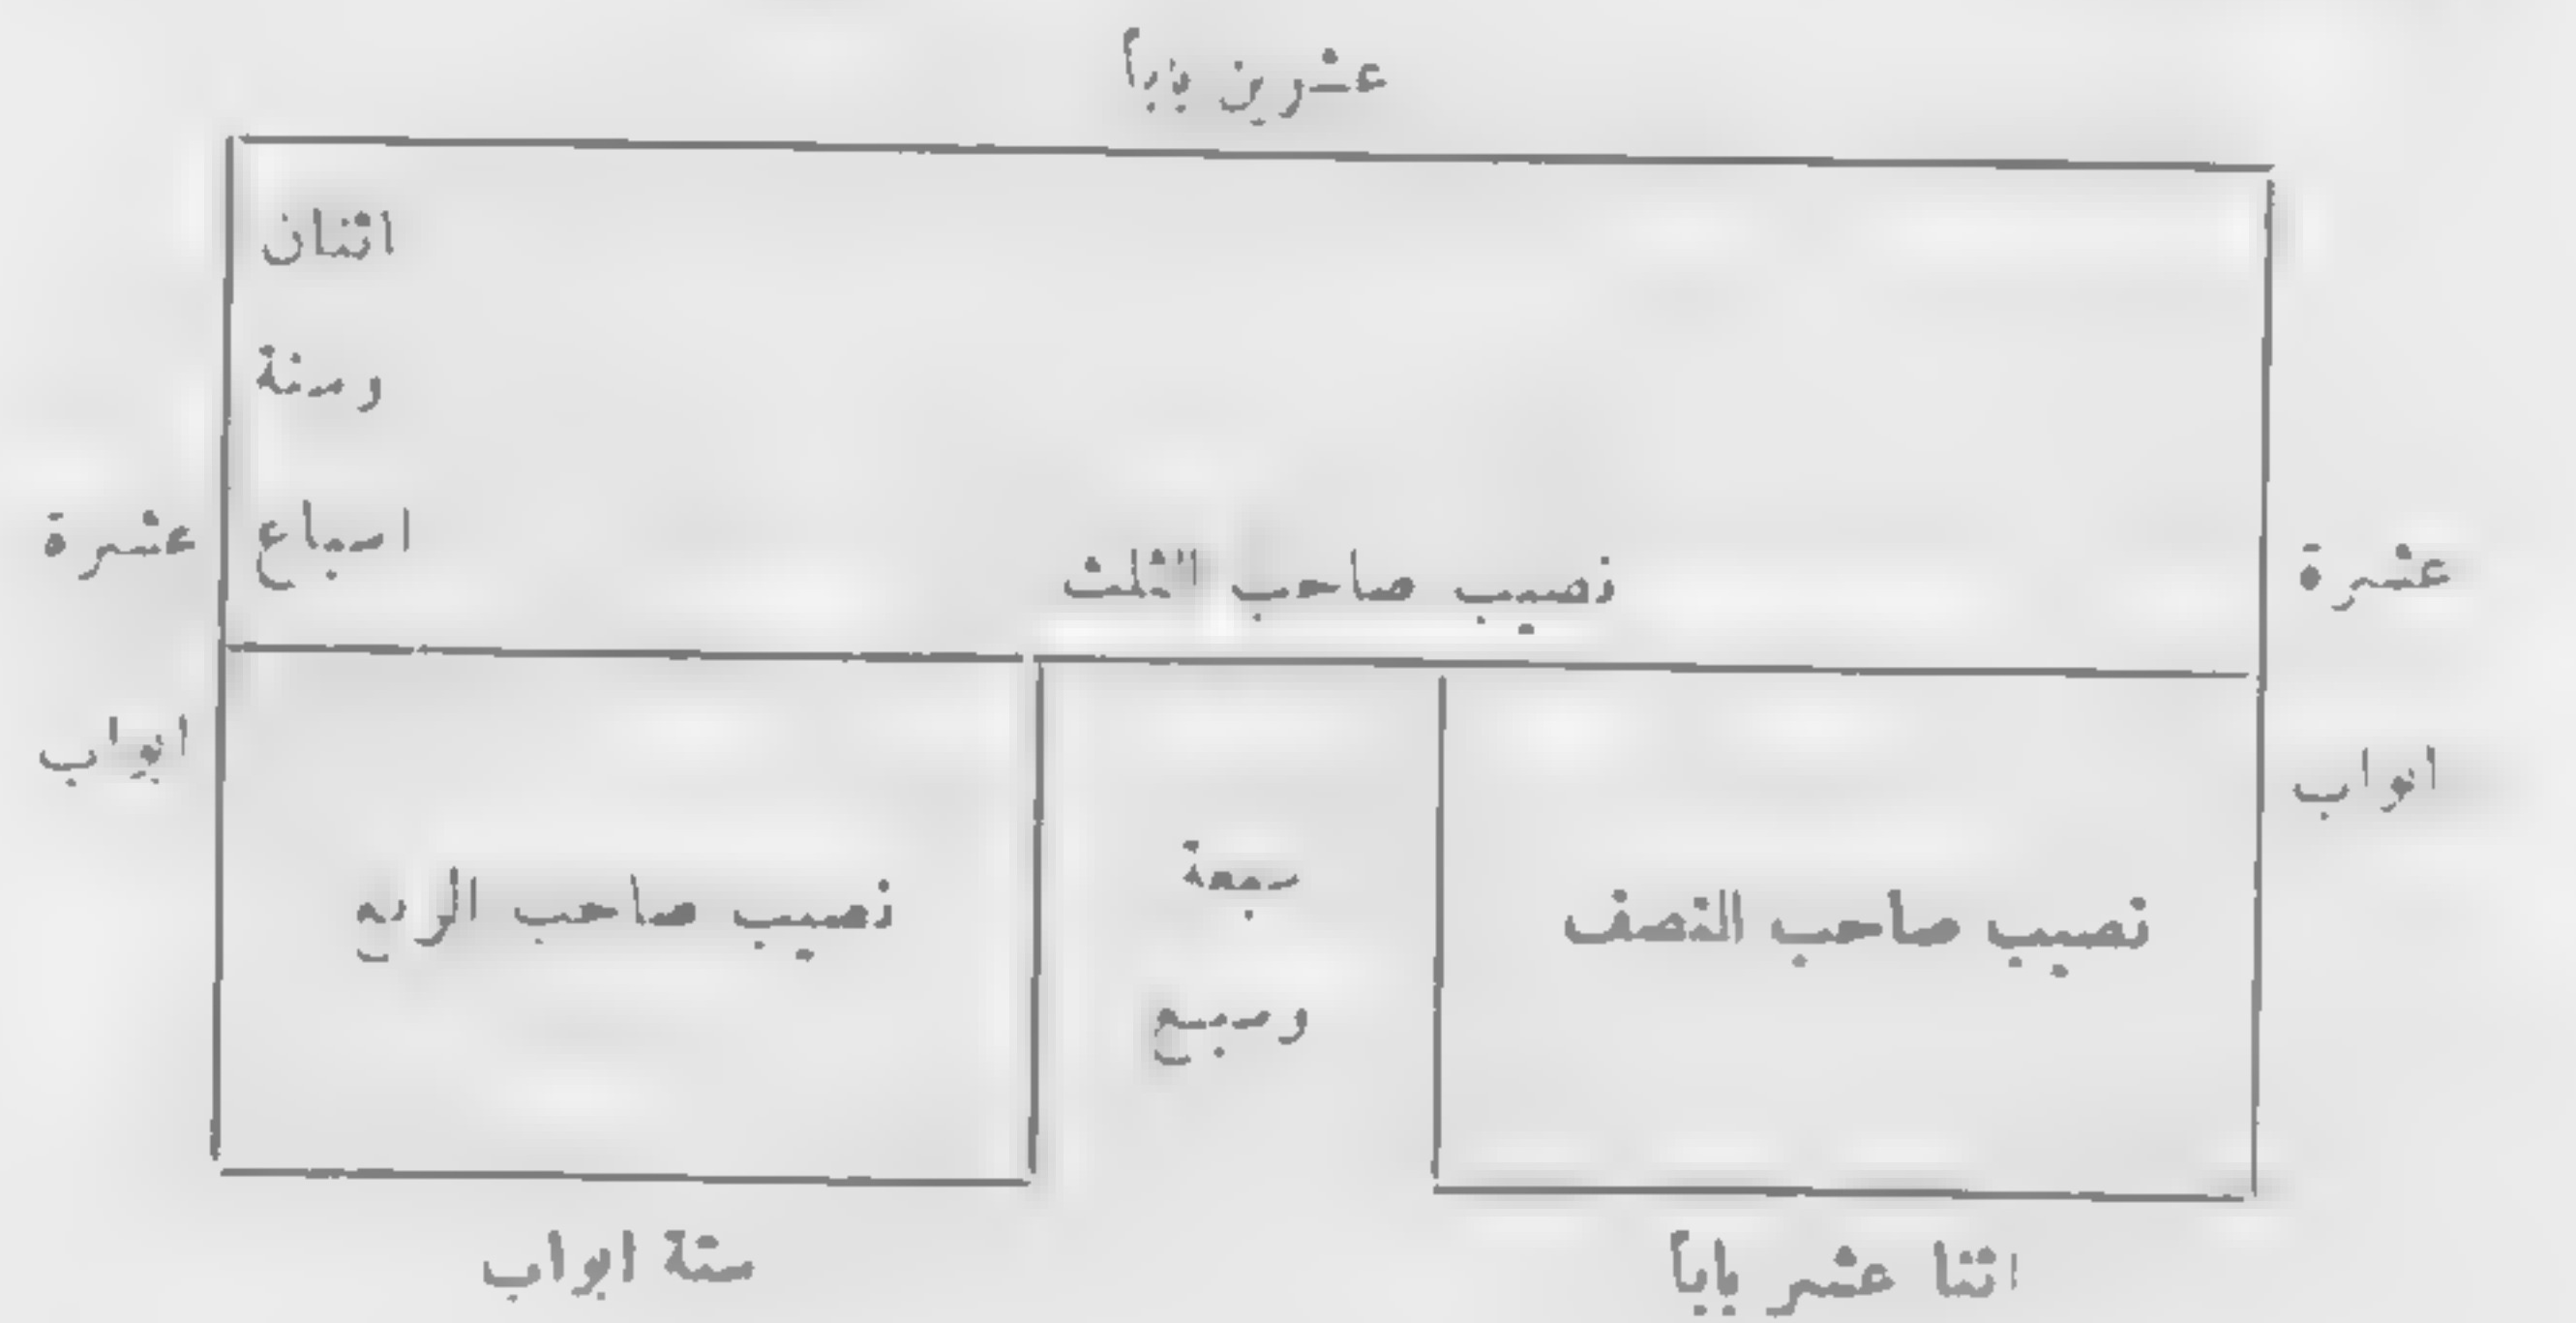 عشرين باباً
اثنان
وستة
اسباع
عشرة
ابواب
عشرة
ابواب
نصيب صاحب الثلث
نصيب صاحب النصف
سبعة
وسبع
نصيب صاحب الربع
اثنا عشر باباً
ستة ابواب